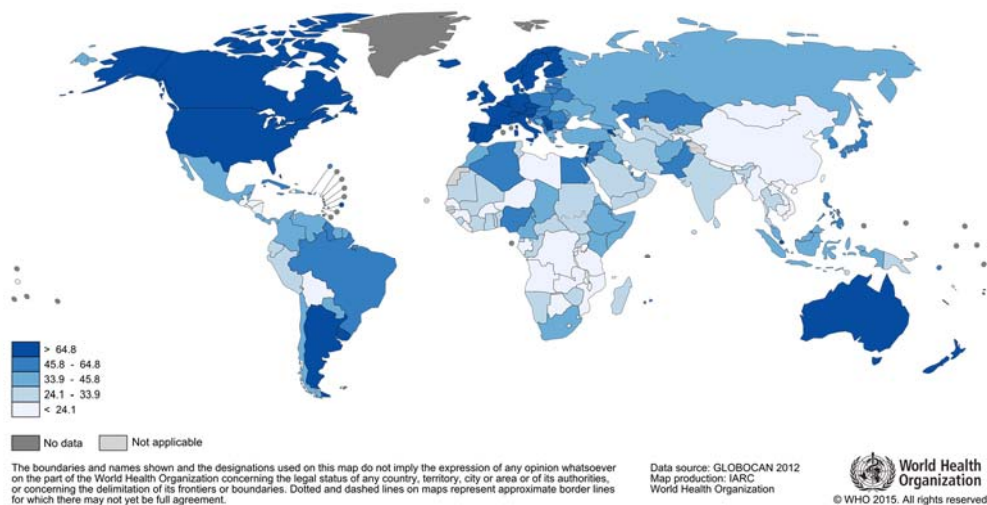 > 64.8
45.8 - 64.8
33.9 - 45.8
24.1 - 33.9
< 24.1
No data
Not applicable
The boundaries and names shown and the designations used on this map do not imply the expression of any opinion whatsoever
on the part of the World Health Organization concerning the legal status of any country, territory, city or area or of its authorities,
or concerning the delimitation of its frontiers or boundaries. Dotted and dashed lines on maps represent approximate border lines
for which there may not yet be full agreement.
Data source: GLOBOCAN 2012
Map production: IARC
World Health Organization
World Health
Organization
© WHO 2015. All rights reserved